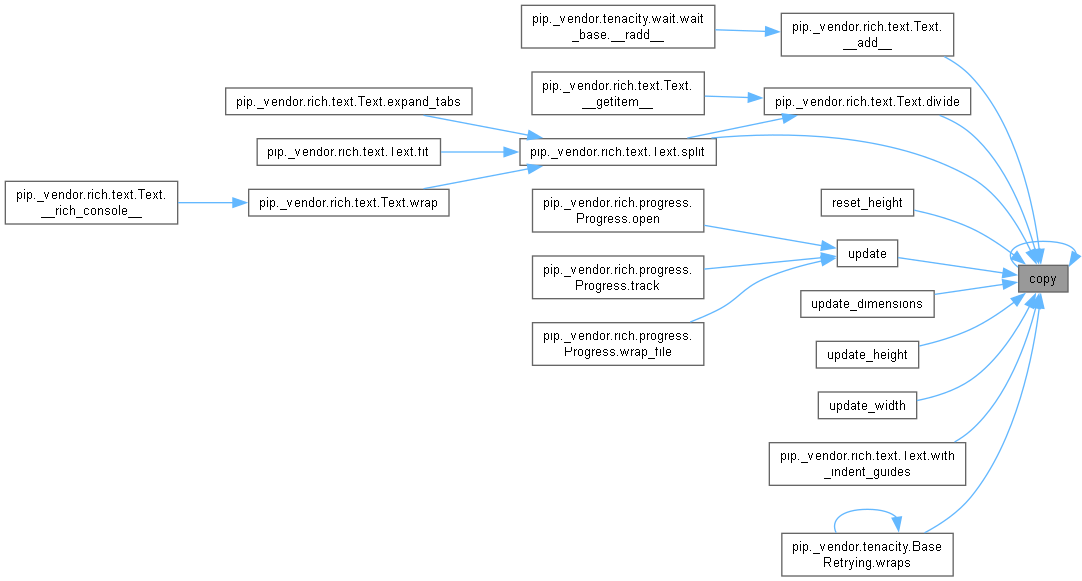 pip._vendor.tenacity.wait.wait
_base.__radd__
pip._vendor.rich.text.Text.
__add__
pip._vendor.rich.text.Text.
__getitem__
pip._vendor.rich.text.Text.divide
pip._vendor.rich.text.Text.expand_tabs
pip._vendor.rich.text.Text.fit
pip._vendor.rich.text.Text.split
pip._vendor.rich.text.Text.
__rich_console__
pip._vendor.rich.text.Text.wrap
pip._vendor.rich.progress.
Progress.open
reset_height
update
pip._vendor.rich.progress.
Progress.track
copy
update_dimensions
pip._vendor.rich.progress.
Progress.wrap_file
update_height
update_width
pip._vendor.rich.text.Text.with
_indent_guides
pip._vendor.tenacity.Base
Retrying.wraps